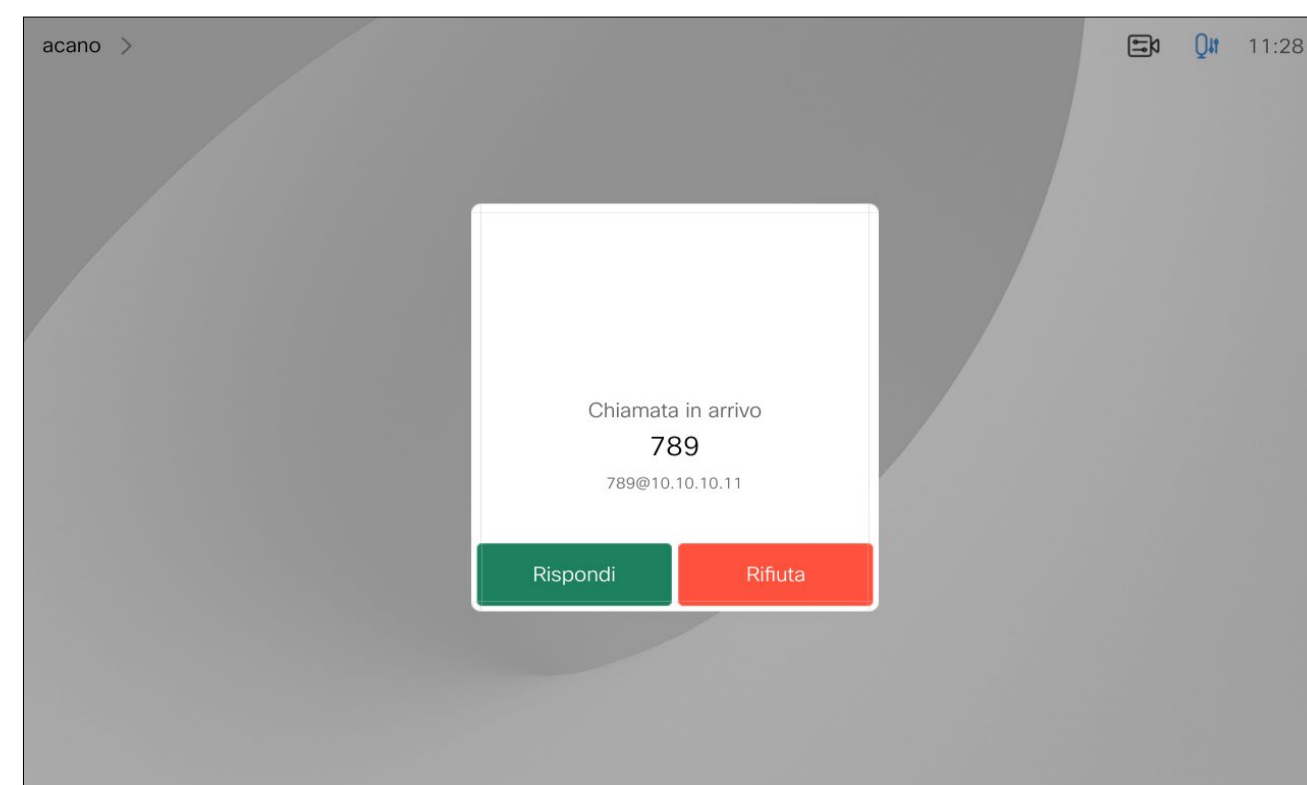 acano
11:28
Chiamata in arrivo
789
789@10.10.10.11
Rispondi
Rifiuta